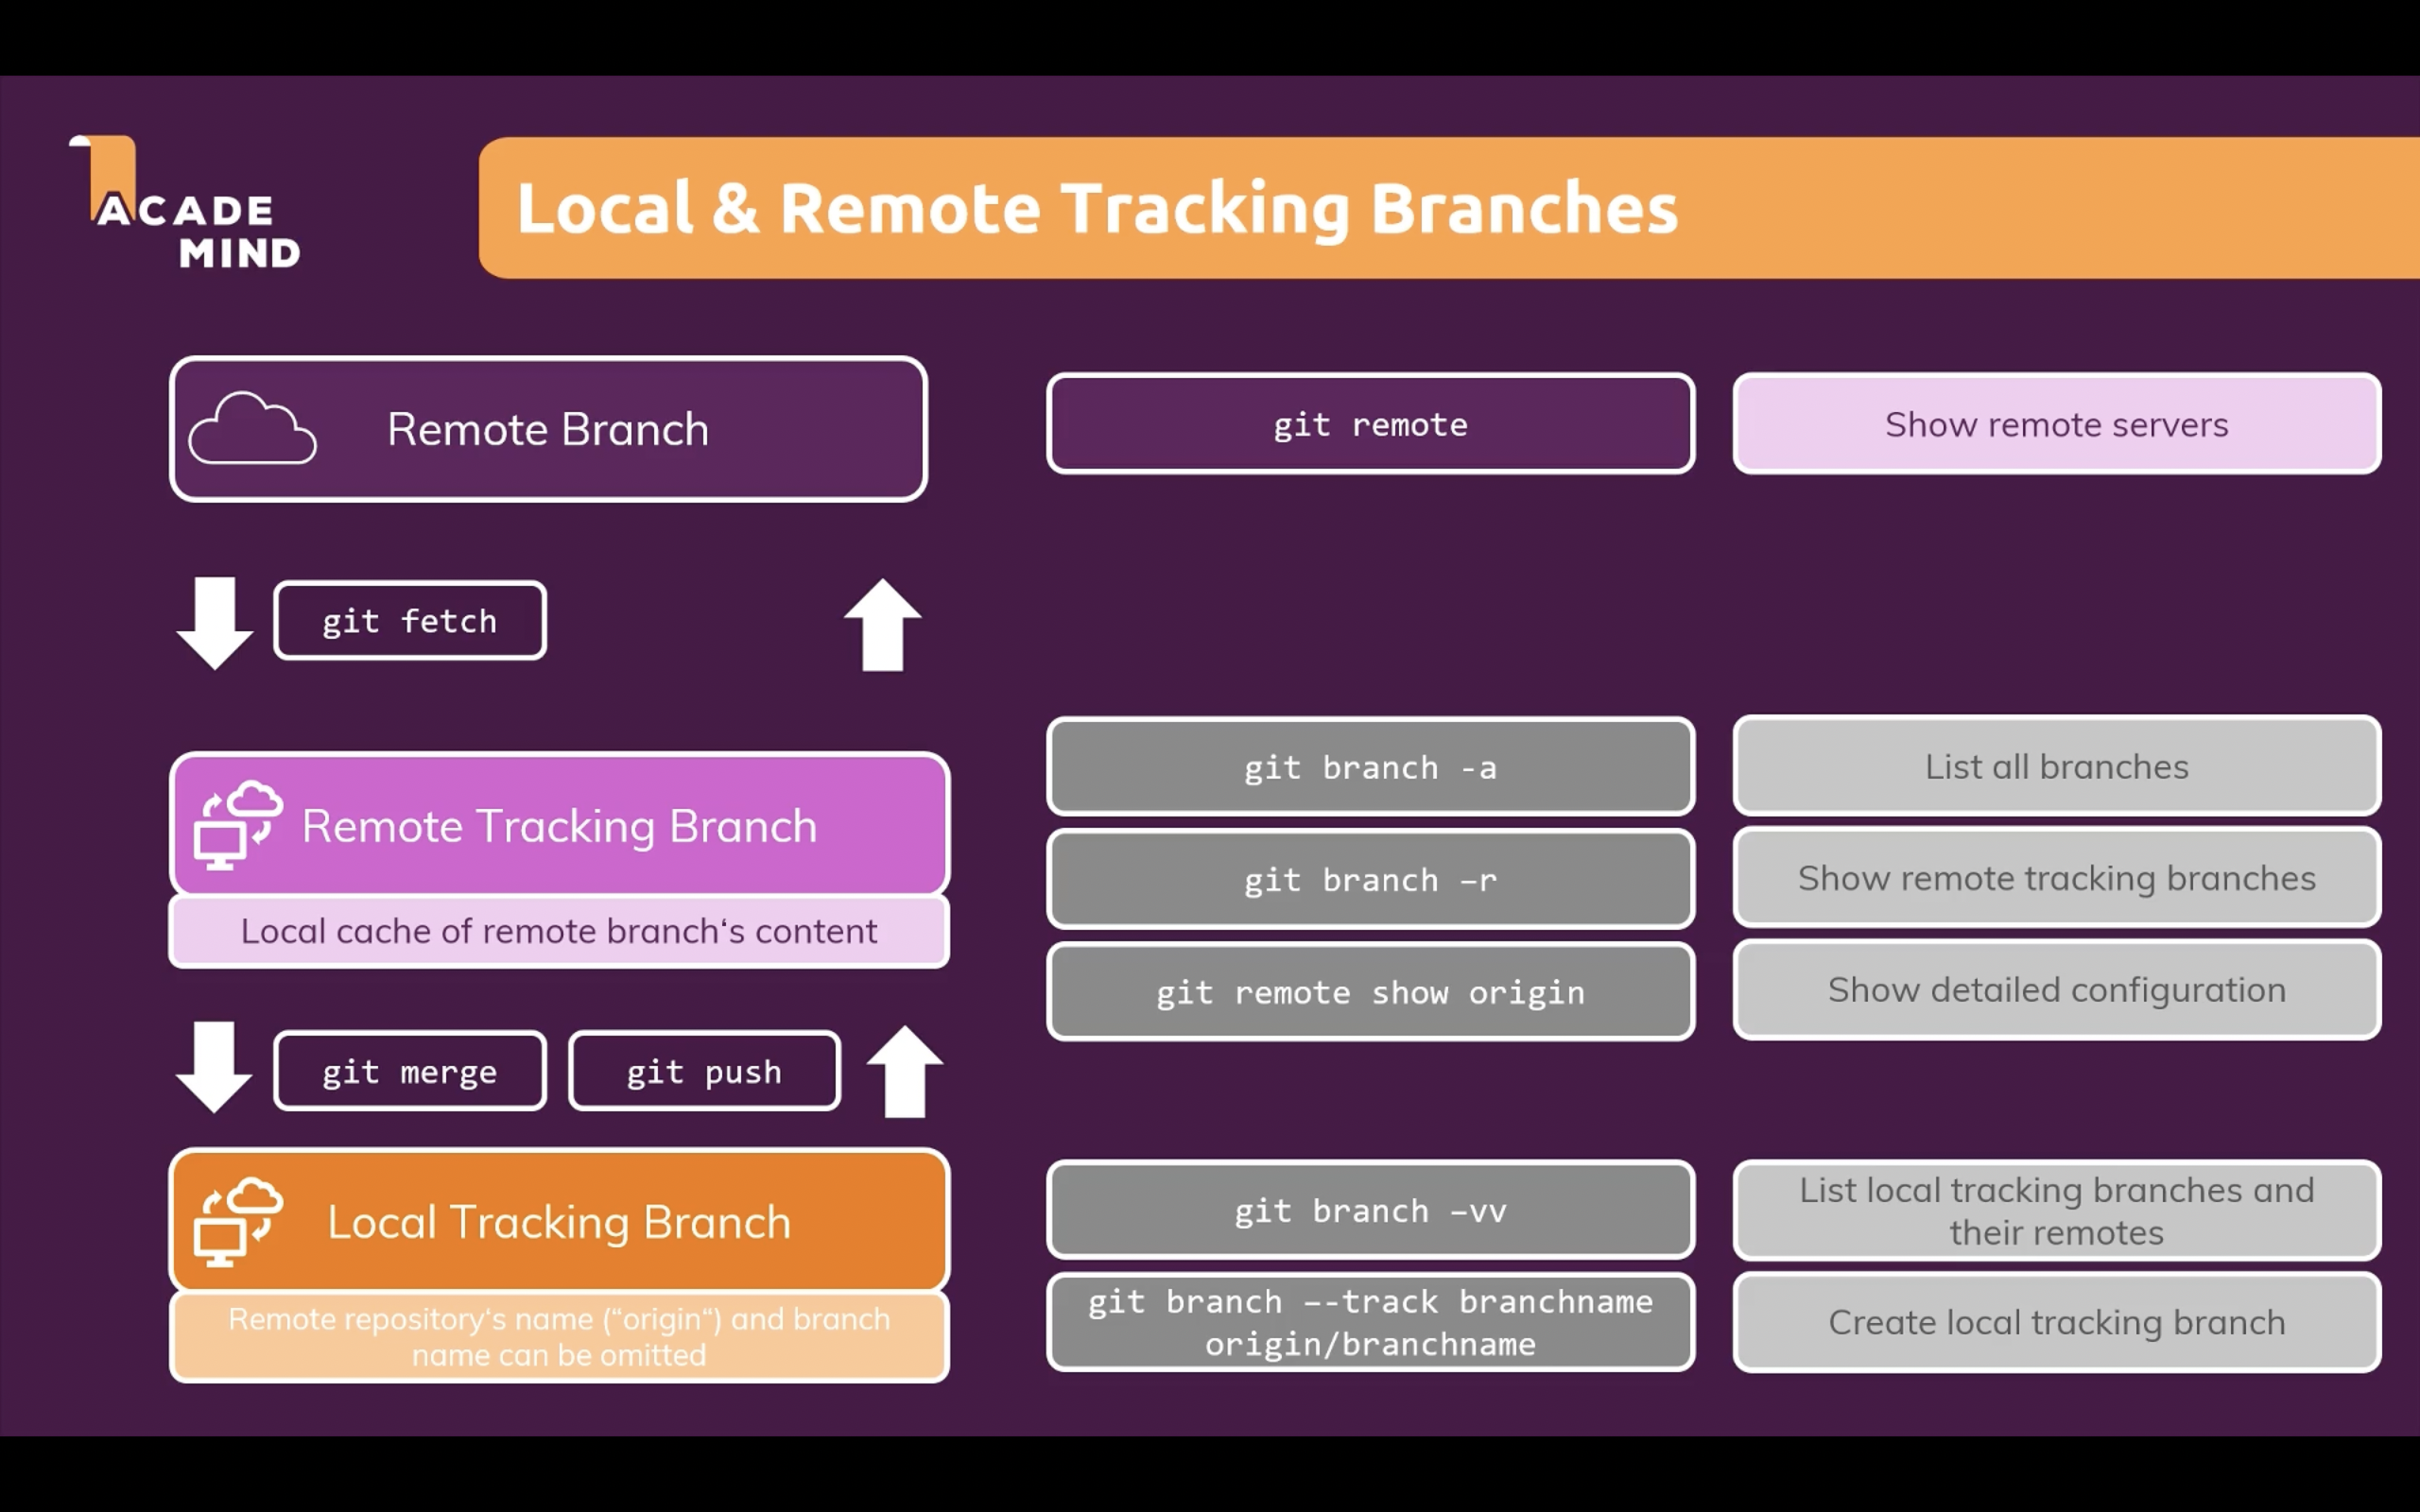 ACADE
MIND
Local & Remote Tracking Branches
Remote Branch
git remote
Show remote servers
git fetch
Remote Tracking Branch
Local cache of remote branch‘s content
git branch -a
List all branches
git branch –r
Show remote tracking branches
git remote show origin
Show detailed configuration
git merge
git push
Local Tracking Branch
Remote repository‘s name (“origin“) and branch
name can be omitted
git branch –vv
List local tracking branches and
their remotes
git branch –-track branchname
origin/branchname
Create local tracking branch